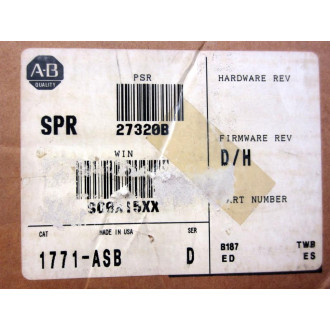 A-B
QUALITY
PSR
SPR
27320B
WIN
CAT
MADE IN USA
SER
1771-ASB
D
HARDWARE REV
FIRMWARE REV
D/H
ART NUMBER
B187
TWB
ED
ES